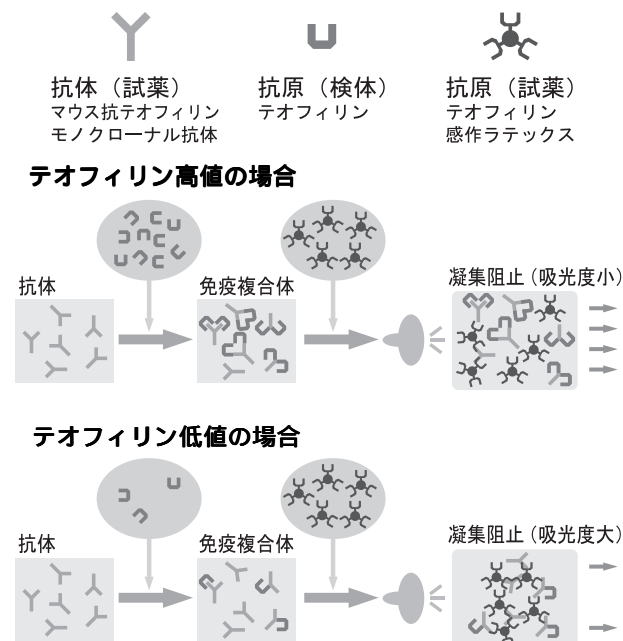 抗体（試薬）
マウス抗テオフィリン
モノクローナル抗体
抗原（検体）
テオフィリン
抗原（試薬）
テオフィリン
感作ラテックス
テオフィリン高値の場合
抗体
免疫複合体
凝集阻止（吸光度小）
テオフィリン低値の場合
抗体
免疫複合体
凝集阻止（吸光度大）